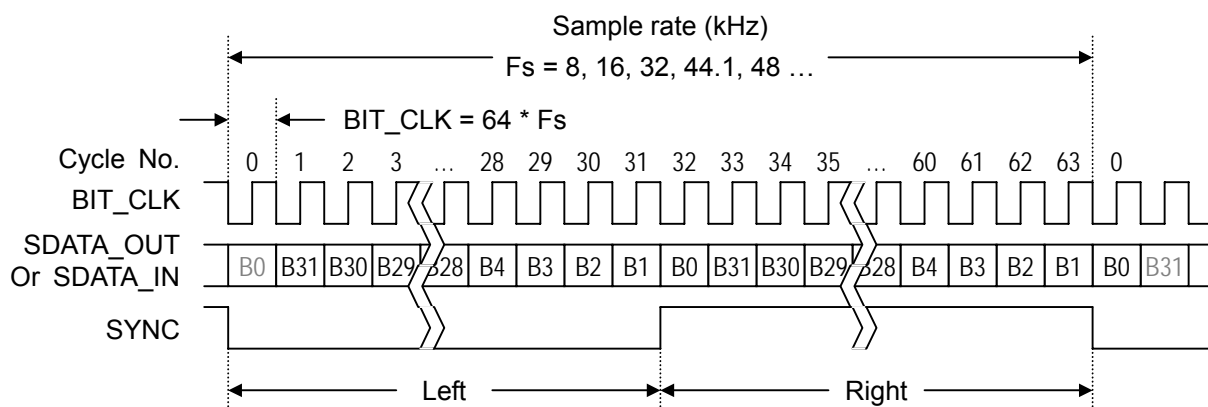 Sample rate (kHz)
Fs = 8, 16, 32, 44.1, 48 …
BIT_CLK = 64 * Fs
Cycle No. 0 1 2 3 ... 28 29 30 31 32 33 34 35 ... 60 61 62 63 0
BIT_CLK
SDATA_OUT
Or SDATA_IN
B0 B31 B30 B29 B28 B4 B3 B2 B1 B0 B31 B30 B29 B28 B4 B3 B2 B1 B0 B31
SYNC
Left Right